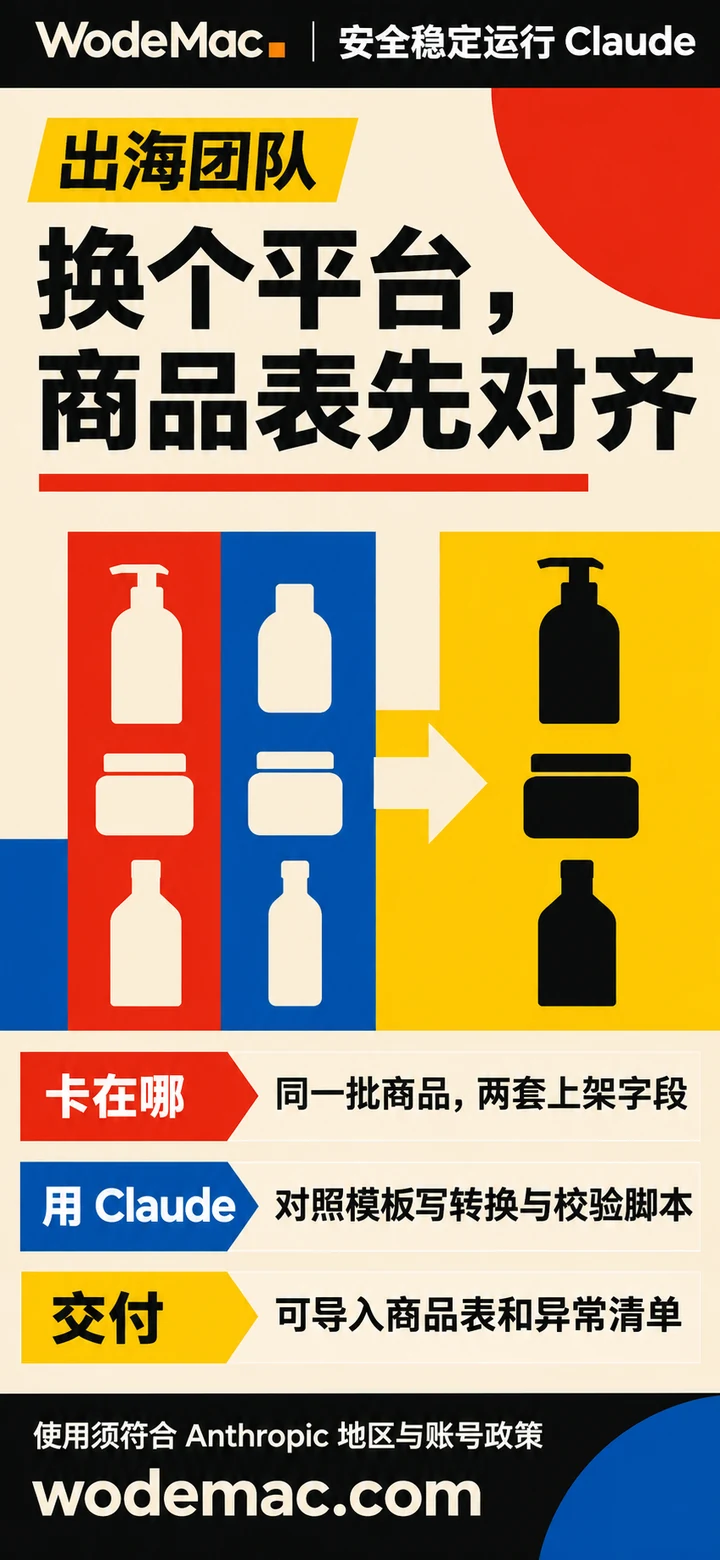 WodeMac. | 安全稳定运行 Claude
出海团队
换个平台，
商品表先对齐
卡在哪 同一批商品，两套上架字段
用 Claude 对照模板写转换与校验脚本
交付 可导入商品表和异常清单
使用须符合 Anthropic 地区与账号政策
wodemac.com